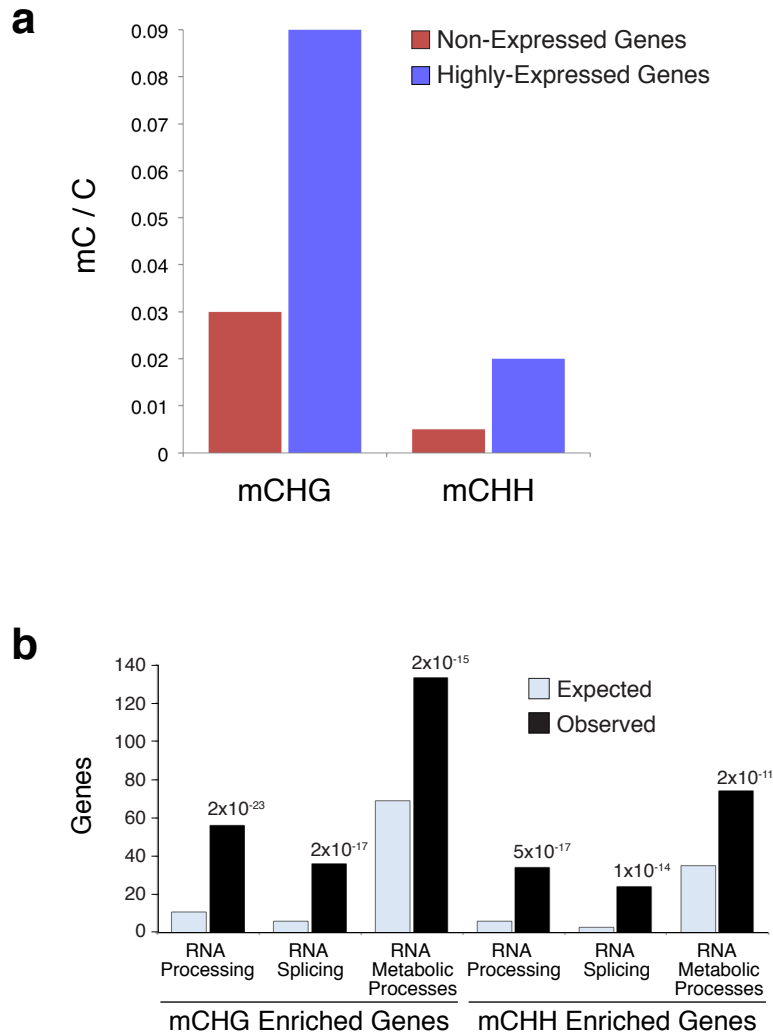 a
0.09
0.08
0.07
0.06
0.05
0.04
0.03
0.02
0.01
0
mC / C
Non-Expressed Genes
Highly-Expressed Genes
mCHG
mCHH
b
140
120
100
80
60
40
20
0
Genes
Expected
Observed
2x10⁻²³
2x10⁻¹⁷
2x10⁻¹⁵
5x10⁻¹⁷
1x10⁻¹⁴
2x10⁻¹¹
RNA
Processing
RNA
Splicing
RNA
Metabolic
Processes
RNA
Processing
RNA
Splicing
RNA
Metabolic
Processes
mCHG Enriched Genes
mCHH Enriched Genes